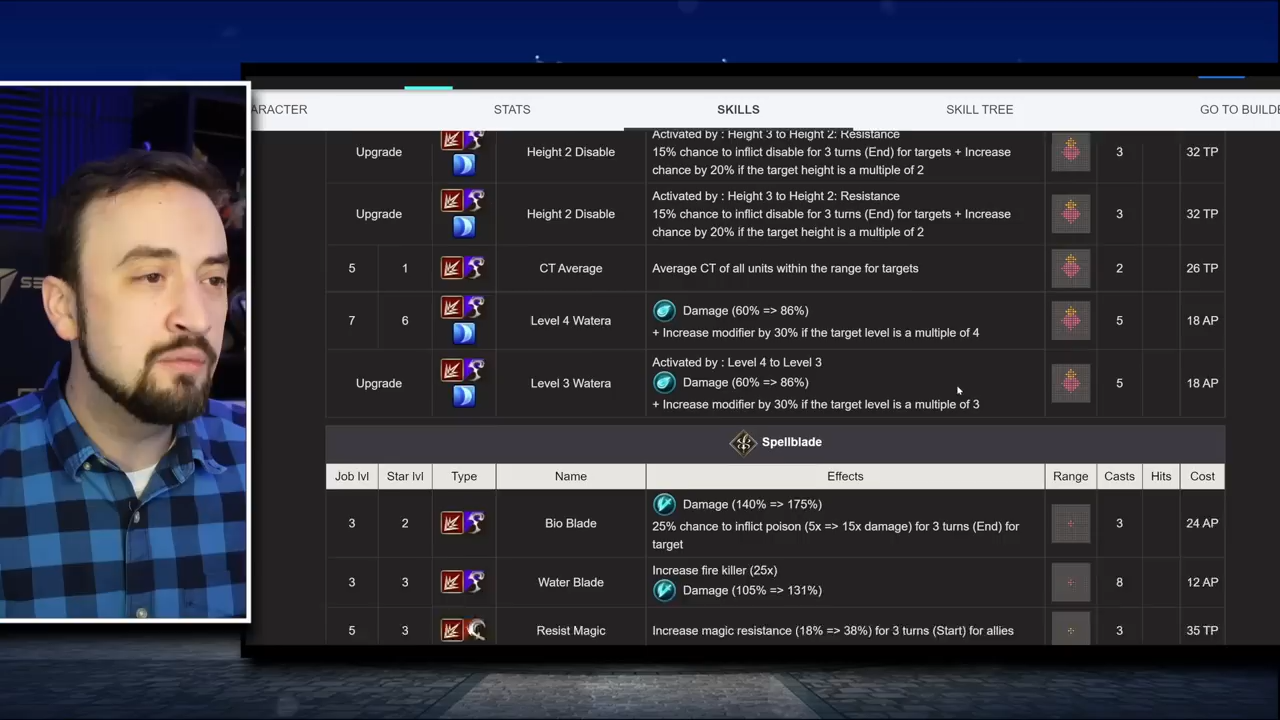 ARACTER STATS SKILLS SKILL TREE GO TO BUILDE
Activated by : Height 3 to Height 2: Resistance
Upgrade Height 2 Disable 15% chance to inflict disable for 3 turns (End) for targets + Increase 3 32 TP
chance by 20% if the target height is a multiple of 2
Activated by : Height 3 to Height 2: Resistance
Upgrade Height 2 Disable 15% chance to inflict disable for 3 turns (End) for targets + Increase 3 32 TP
chance by 20% if the target height is a multiple of 2
5 1 CT Average Average CT of all units within the range for targets 2 26 TP
Damage (60% => 86%)
7 6 Level 4 Watera 5 18 AP
+ Increase modifier by 30% if the target level is a multiple of 4
Activated by : Level 4 to Level 3
Upgrade Level 3 Watera Damage (60% => 86%) 5 18 AP
+ Increase modifier by 30% if the target level is a multiple of 3
Spellblade
Job lvl Star lvl Type Name Effects Range Casts Hits Cost
Damage (140% => 175%)
3 2 Bio Blade 25% chance to inflict poison (5x => 15x damage) for 3 turns (End) for 3 24 AP
target
Increase fire killer (25x)
3 3 Water Blade 8 12 AP
Damage (105% => 131%)
5 3 Resist Magic Increase magic resistance (18% => 38%) for 3 turns (Start) for allies 3 35 TP